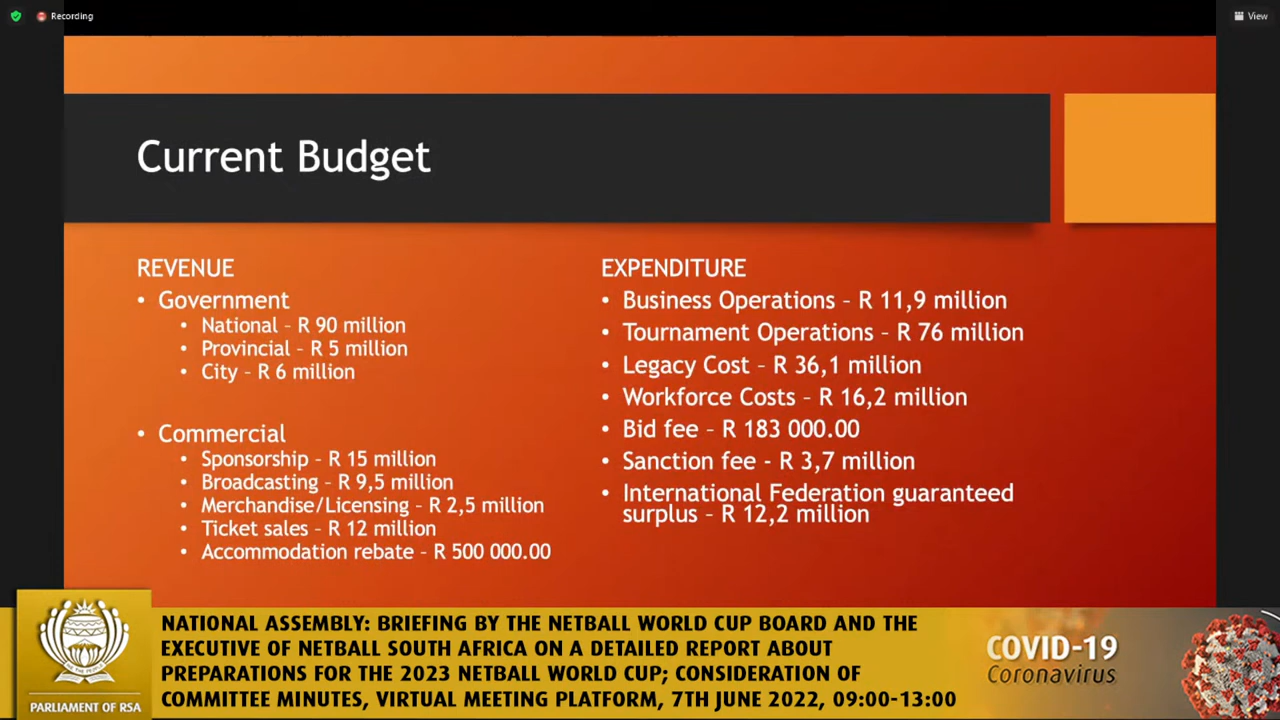 Recording
View
Current Budget
REVENUE
• Government
• National – R 90 million
• Provincial – R 5 million
• City – R 6 million
• Commercial
• Sponsorship – R 15 million
• Broadcasting – R 9,5 million
• Merchandise/Licensing – R 2,5 million
• Ticket sales – R 12 million
• Accommodation rebate – R 500 000.00
EXPENDITURE
• Business Operations – R 11,9 million
• Tournament Operations – R 76 million
• Legacy Cost – R 36,1 million
• Workforce Costs – R 16,2 million
• Bid fee – R 183 000.00
• Sanction fee - R 3,7 million
• International Federation guaranteed
surplus – R 12,2 million
NATIONAL ASSEMBLY: BRIEFING BY THE NETBALL WORLD CUP BOARD AND THE
EXECUTIVE OF NETBALL SOUTH AFRICA ON A DETAILED REPORT ABOUT
PREPARATIONS FOR THE 2023 NETBALL WORLD CUP; CONSIDERATION OF
COMMITTEE MINUTES, VIRTUAL MEETING PLATFORM, 7TH JUNE 2022, 09:00-13:00
PARLIAMENT OF RSA
COVID-19
Coronavirus